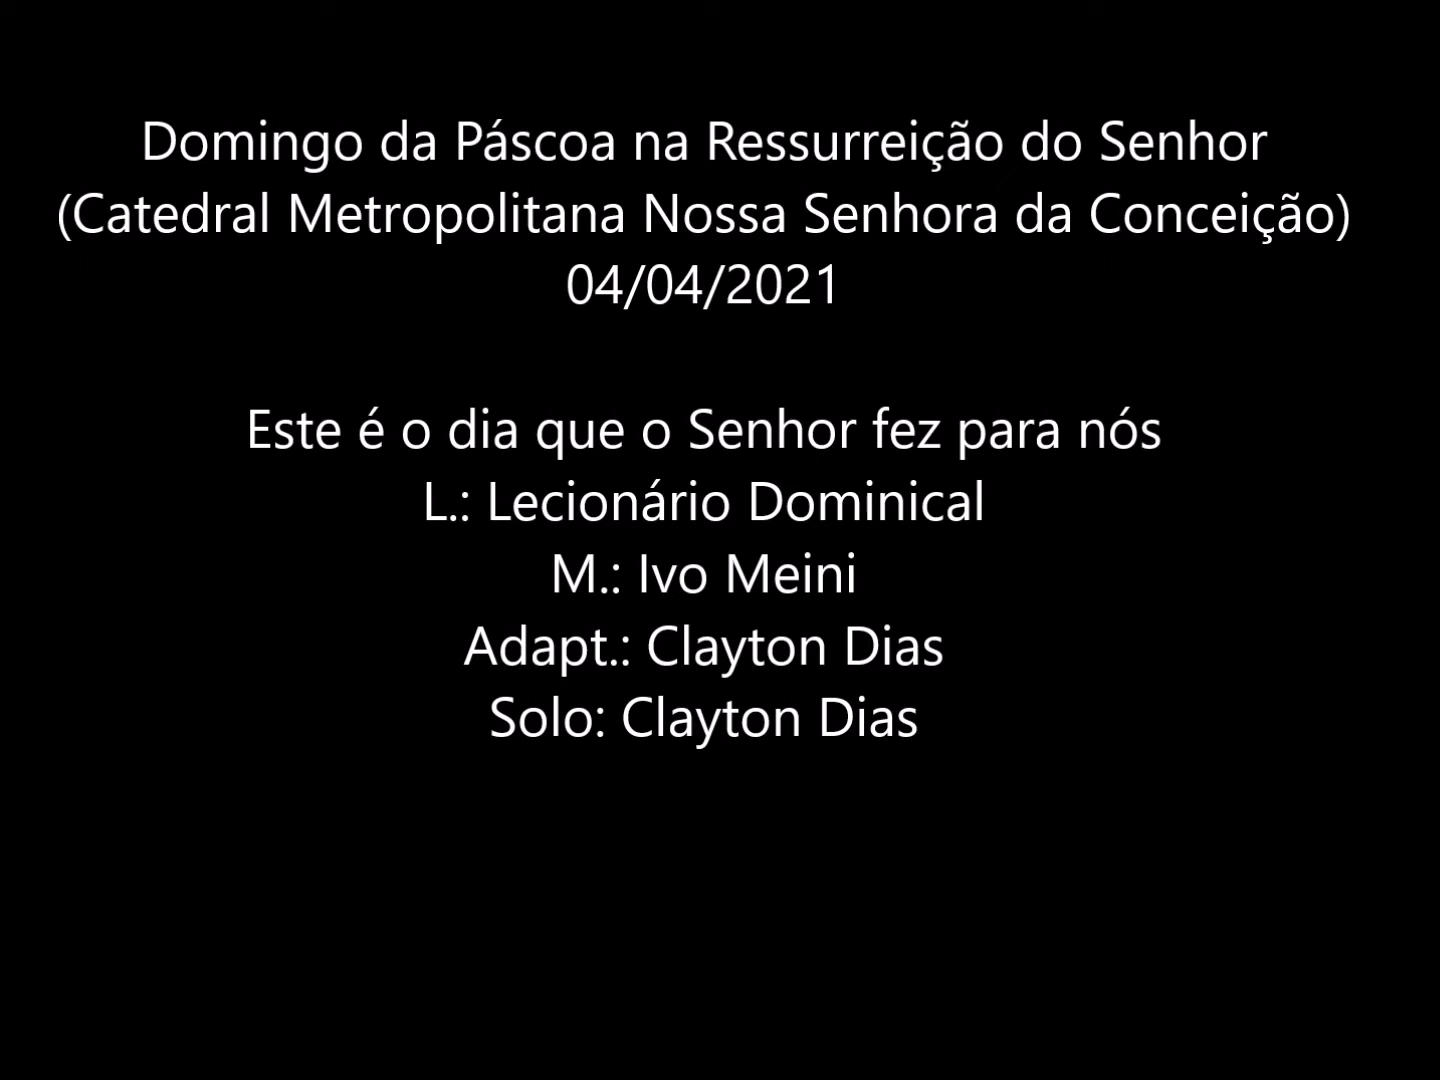 Domingo da Páscoa na Ressurreição do Senhor
(Catedral Metropolitana Nossa Senhora da Conceição)
04/04/2021
Este é o dia que o Senhor fez para nós
L.: Lecionário Dominical
M.: Ivo Meini
Adapt.: Clayton Dias
Solo: Clayton Dias